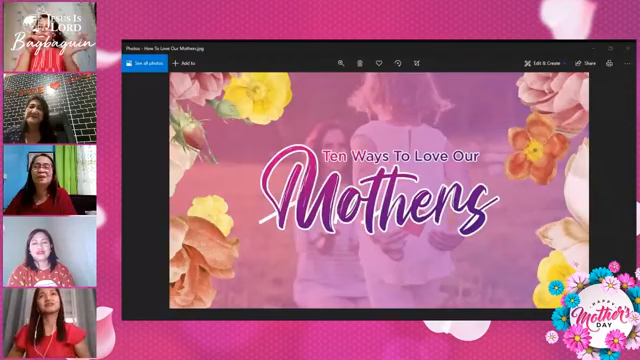 JESUS IS
LORD
Bagbaguin
Photos - How To Love Our Mothers.jpg
See all photos
Add to
Edit & Create
Share
Ten Ways To Love Our
Mothers
HAPPY
Mother's
DAY